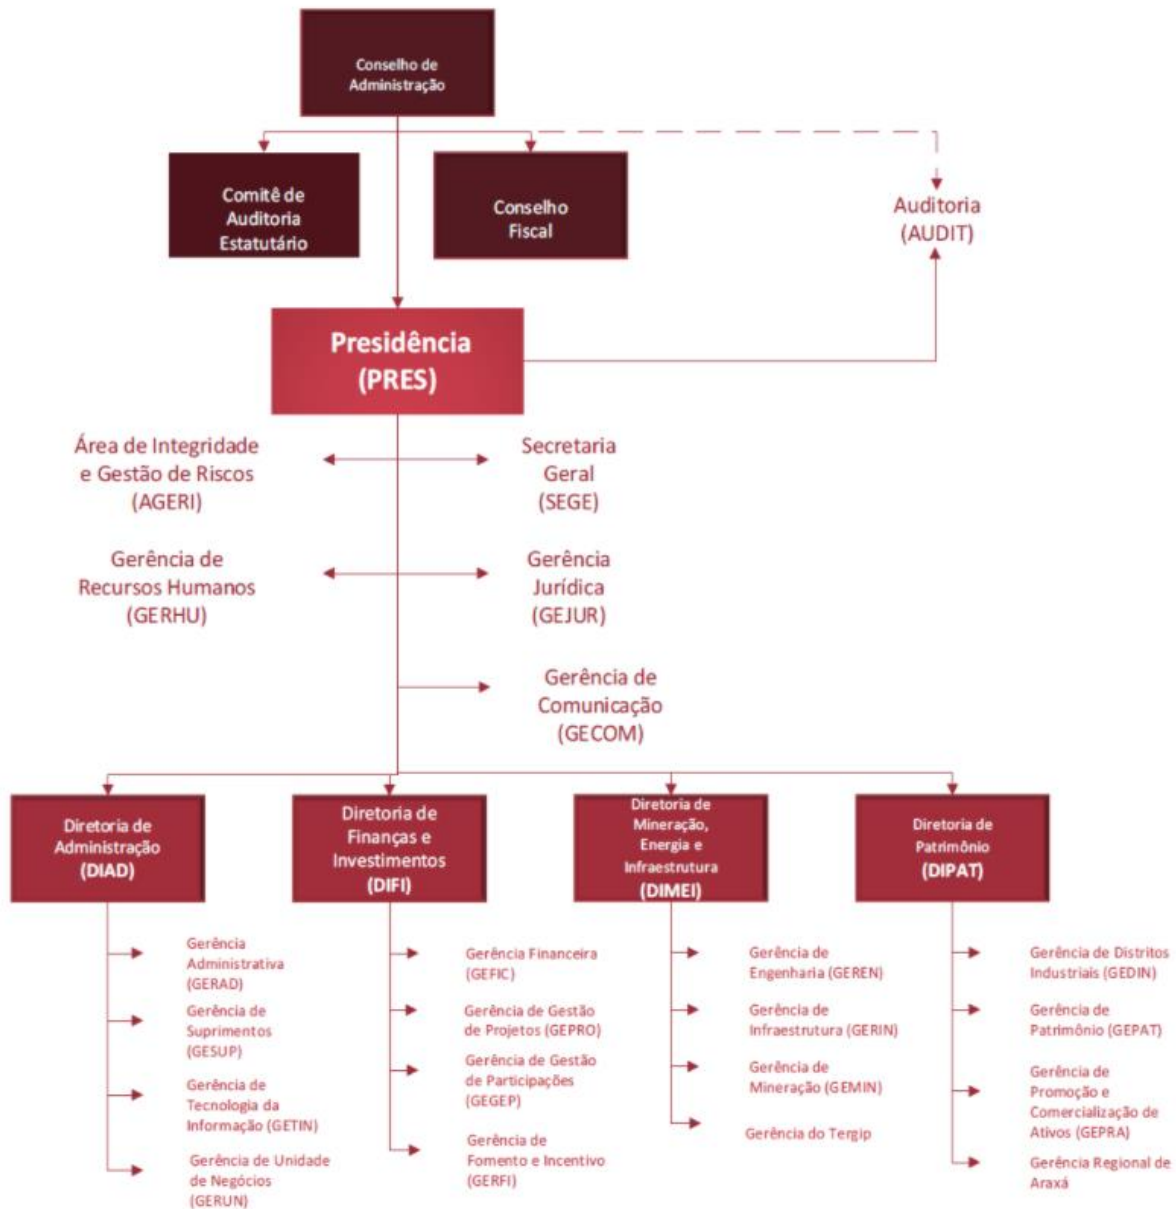 Conselho de
Administração
Comitê de
Auditoria
Estatutário
Conselho
Fiscal
Auditoria
(AUDIT)
Presidência
(PRES)
Área de Integridade
e Gestão de Riscos
(AGERI)
Secretaria
Geral
(SEGE)
Gerência de
Recursos Humanos
(GERHU)
Gerência
Jurídica
(GEJUR)
Gerência de
Comunicação
(GECOM)
Diretoria de
Administração
(DIAD)
Diretoria de
Finanças e
Investimentos
(DIFI)
Diretoria de
Mineração,
Energia e
Infraestrutura
(DIMEI)
Diretoria de
Patrimônio
(DIPAT)
Gerência
Administrativa
(GERAD)
Gerência de
Suprimentos
(GESUP)
Gerência de
Tecnologia da
Informação (GETIN)
Gerência de Unidade
de Negócios
(GERUN)
Gerência Financeira
(GEFIC)
Gerência de Gestão
de Projetos (GEPRO)
Gerência de Gestão
de Participações
(GEGEP)
Gerência de
Fomento e Incentivo
(GERFI)
Gerência de
Engenharia (GEREN)
Gerência de
Infraestrutura (GERIN)
Gerência de
Mineração (GEMIN)
Gerência do Tergip
Gerência de Distritos
Industriais (GEDIN)
Gerência de
Patrimônio (GEPAT)
Gerência de
Promoção e
Comercialização de
Ativos (GEPRA)
Gerência Regional de
Araxá